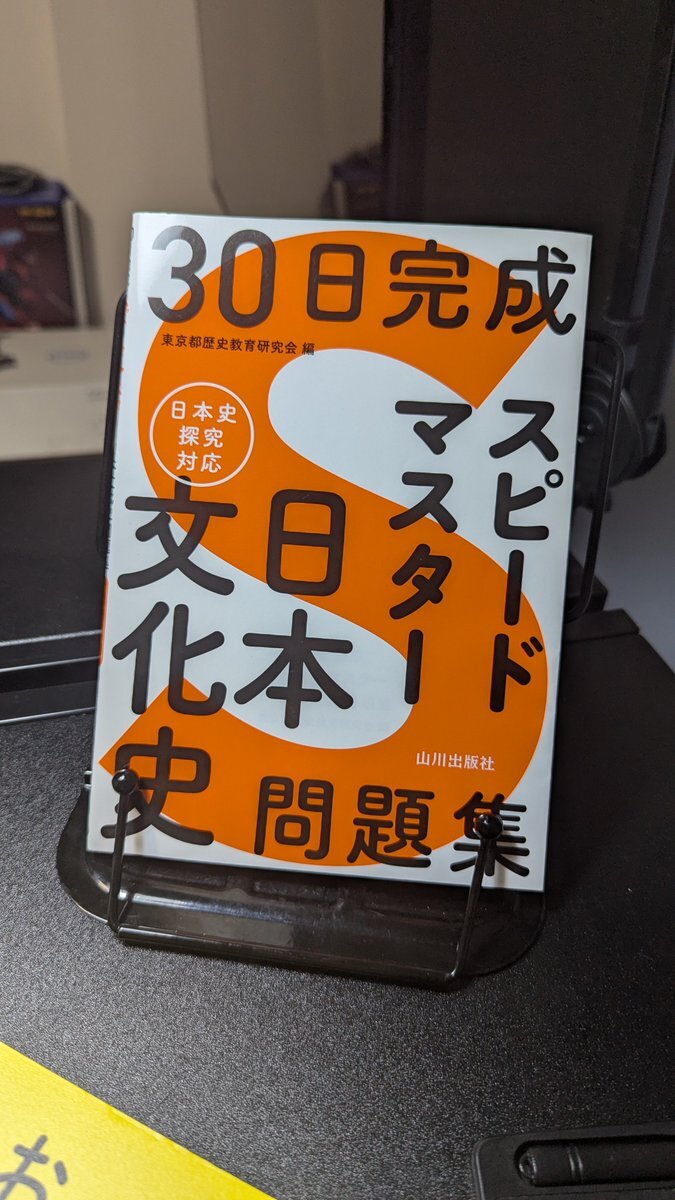 30日完成
東京都歴史教育研究会 編
スピード
マスター
日本史
探究
対応
日本
文化史
問題集
山川出版社
お